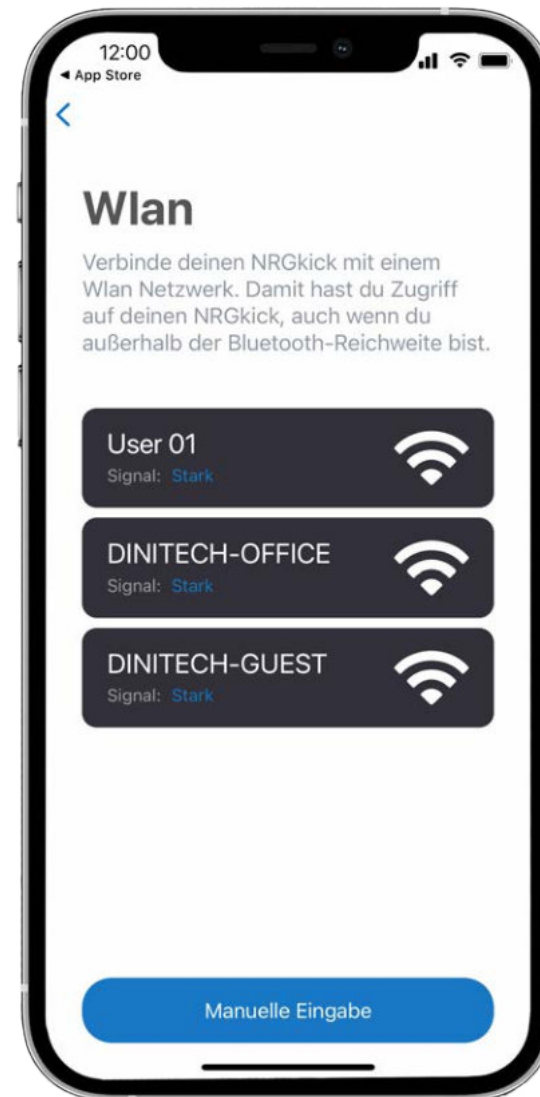 12:00
◀ App Store
Wlan
Verbinde deinen NRGkick mit einem
Wlan Netzwerk. Damit hast du Zugriff
auf deinen NRGkick, auch wenn du
außerhalb der Bluetooth-Reichweite bist.
User 01
Signal: Stark
DINITECH-OFFICE
Signal: Stark
DINITECH-GUEST
Signal: Stark
Manuelle Eingabe